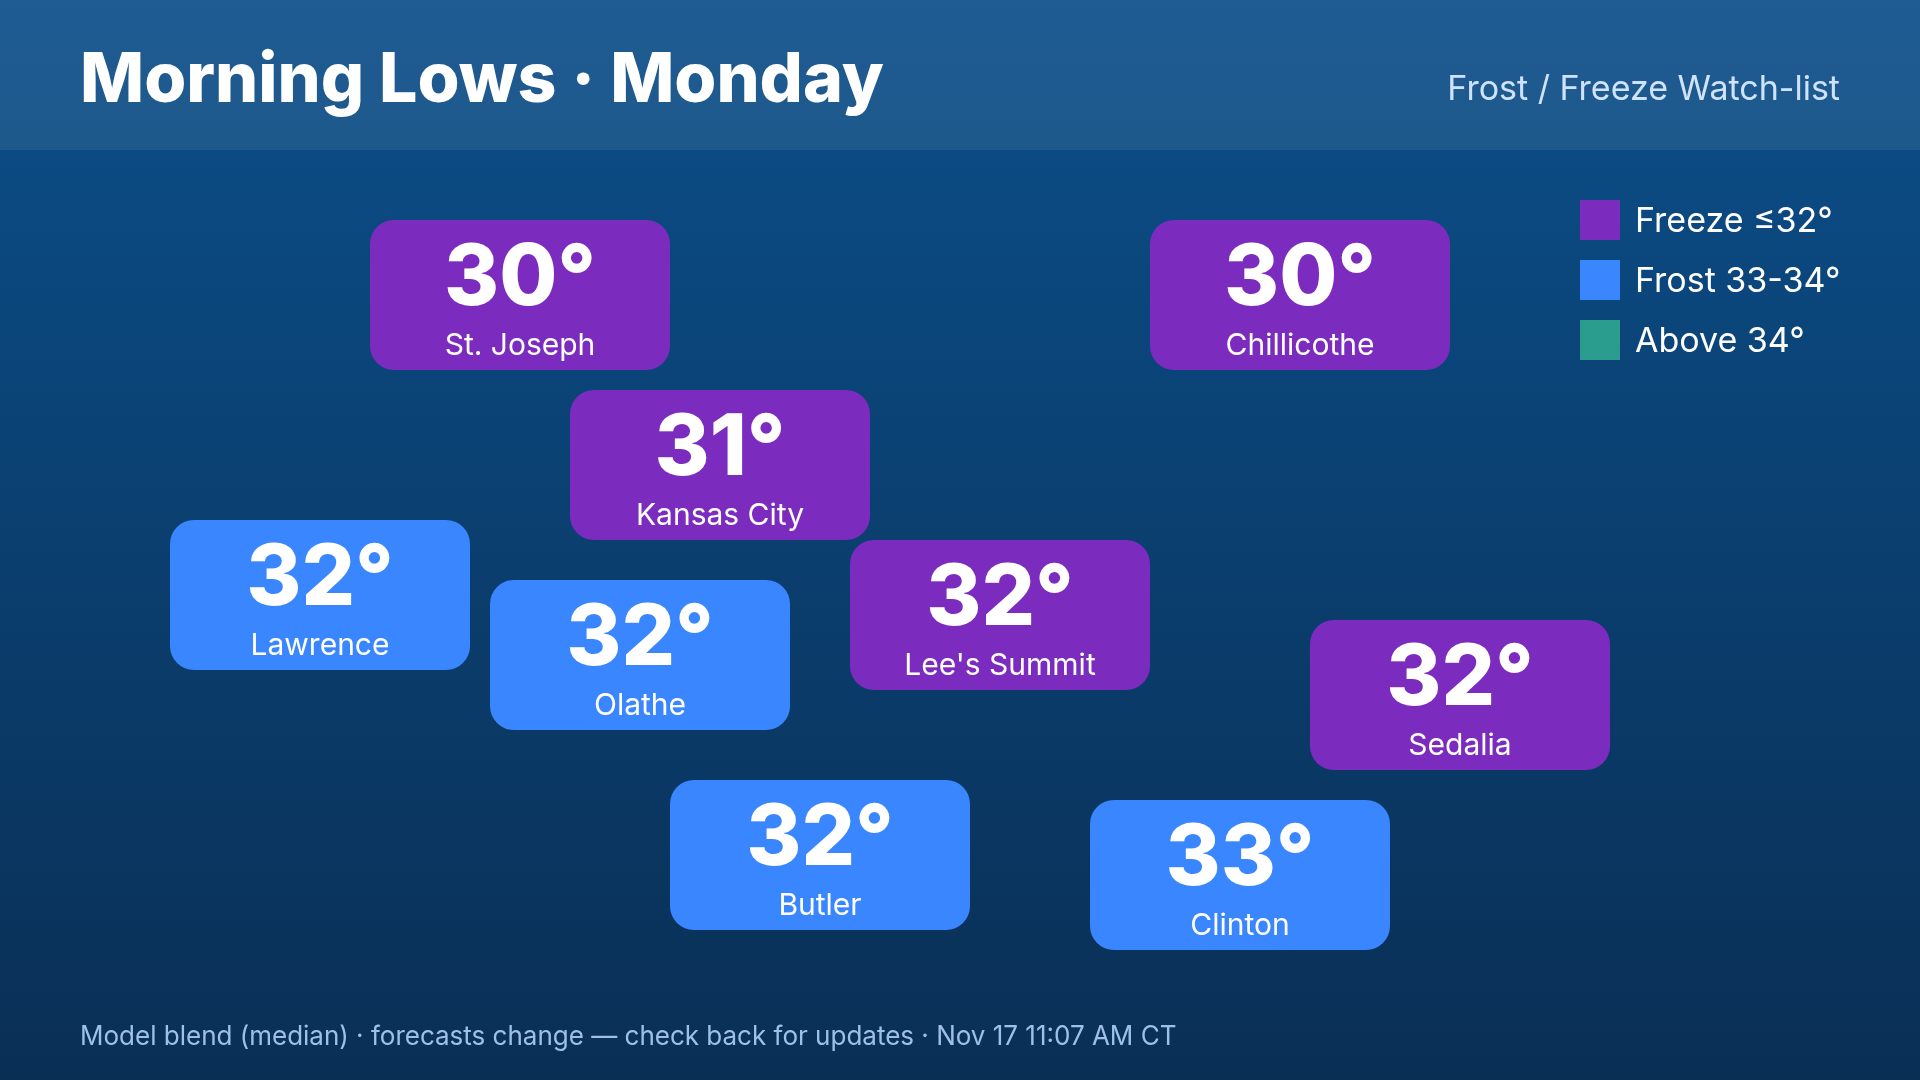 Morning Lows · Monday
Frost / Freeze Watch-list
Freeze ≤32°
Frost 33-34°
Above 34°
30°
St. Joseph
30°
Chillicothe
31°
Kansas City
32°
Lawrence
32°
Olathe
32°
Lee's Summit
32°
Sedalia
32°
Butler
33°
Clinton
Model blend (median) · forecasts change — check back for updates · Nov 17 11:07 AM CT